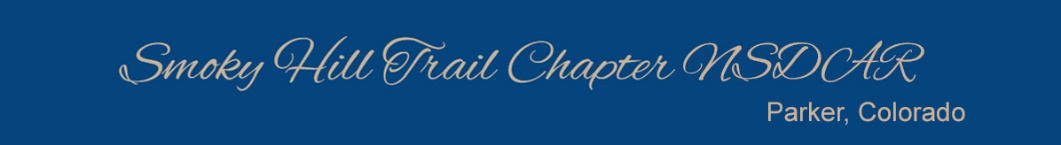 Smoky Hill Trail Chapter NSDAR
Parker, Colorado